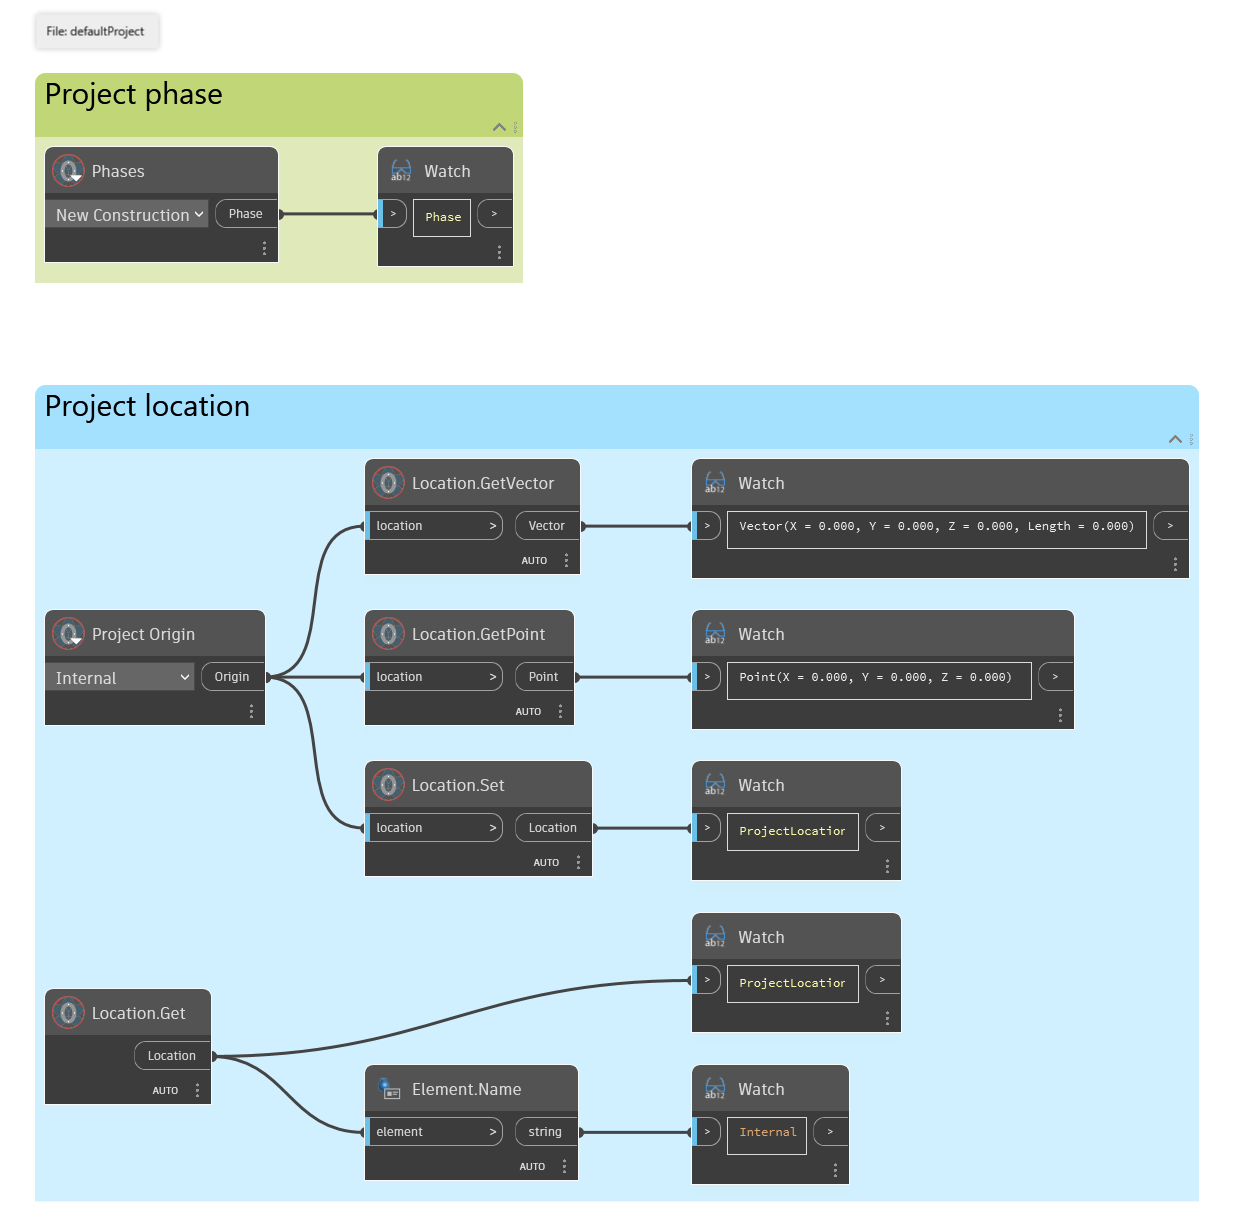 File: defaultProject
Project phase
Phases
Watch
New Construction
Phase
>
Phase
>
Project location
Location.GetVector
Watch
location >
Vector
>
Vector(X = 0.000, Y = 0.000, Z = 0.000, Length = 0.000)
>
AUTO
Project Origin
Location.GetPoint
Watch
Internal
Origin
location >
Point
>
Point(X = 0.000, Y = 0.000, Z = 0.000)
>
AUTO
Location.Set
Watch
location >
Location
>
ProjectLocation
>
AUTO
Watch
>
ProjectLocation
>
Location.Get
Location
AUTO
Element.Name
Watch
element >
string
>
Internal
>
AUTO